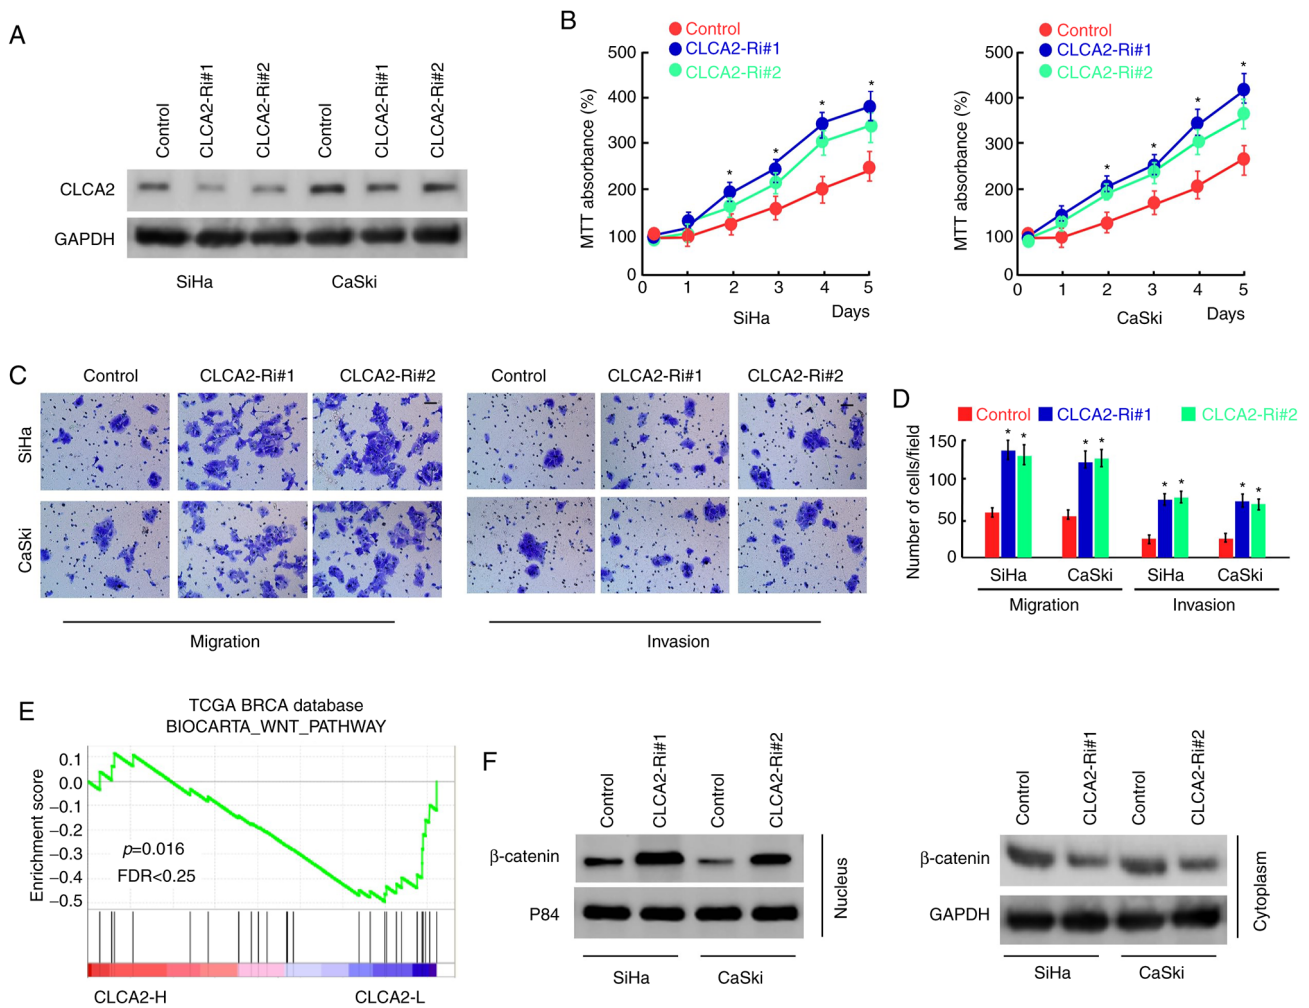 A
Control
CLCA2-Ri#1
CLCA2-Ri#2
Control
CLCA2-Ri#1
CLCA2-Ri#2
CLCA2
GAPDH
SiHa
CaSki
B
Control
CLCA2-Ri#1
CLCA2-Ri#2
MTT absorbance (%)
500
400
300
200
100
0
0 1 2 3 4 5
* * * *
SiHa
Days
Control
CLCA2-Ri#1
CLCA2-Ri#2
MTT absorbance (%)
500
400
300
200
100
0
0 1 2 3 4 5
* * * *
CaSki
Days
C
Control CLCA2-Ri#1 CLCA2-Ri#2 Control CLCA2-Ri#1 CLCA2-Ri#2
SiHa
CaSki
Migration
Invasion
D
Control CLCA2-Ri#1 CLCA2-Ri#2
Number of cells/field
150
100
50
0
* * * * * * * *
SiHa CaSki SiHa CaSki
Migration Invasion
E
TCGA BRCA database
BIOCARTA_WNT_PATHWAY
Enrichment score
0.1
0.0
−0.1
−0.2
−0.3
−0.4
−0.5
p=0.016
FDR<0.25
CLCA2-H
CLCA2-L
F
Control
CLCA2-Ri#1
Control
CLCA2-Ri#2
β-catenin
P84
SiHa
CaSki
Nucleus
Control
CLCA2-Ri#1
Control
CLCA2-Ri#2
β-catenin
GAPDH
SiHa
CaSki
Cytoplasm